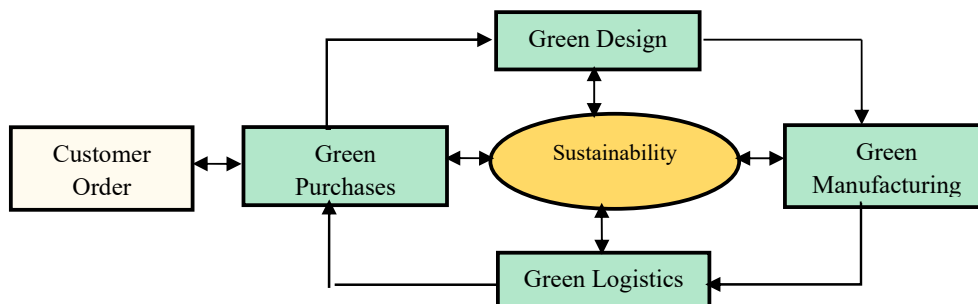 Green Design
Customer
Order
Green
Purchases
Sustainability
Green
Manufacturing
Green Logistics